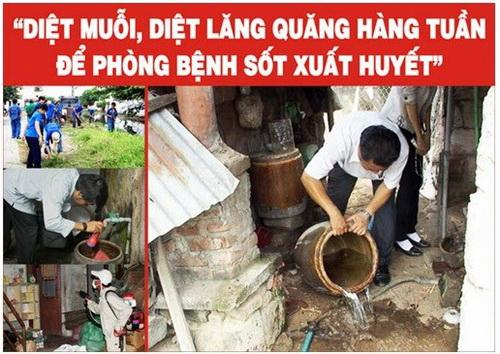 “DIỆT MUỖI, DIỆT LĂNG QUĂNG HÀNG TUẦN
ĐỂ PHÒNG BỆNH SỐT XUẤT HUYẾT”